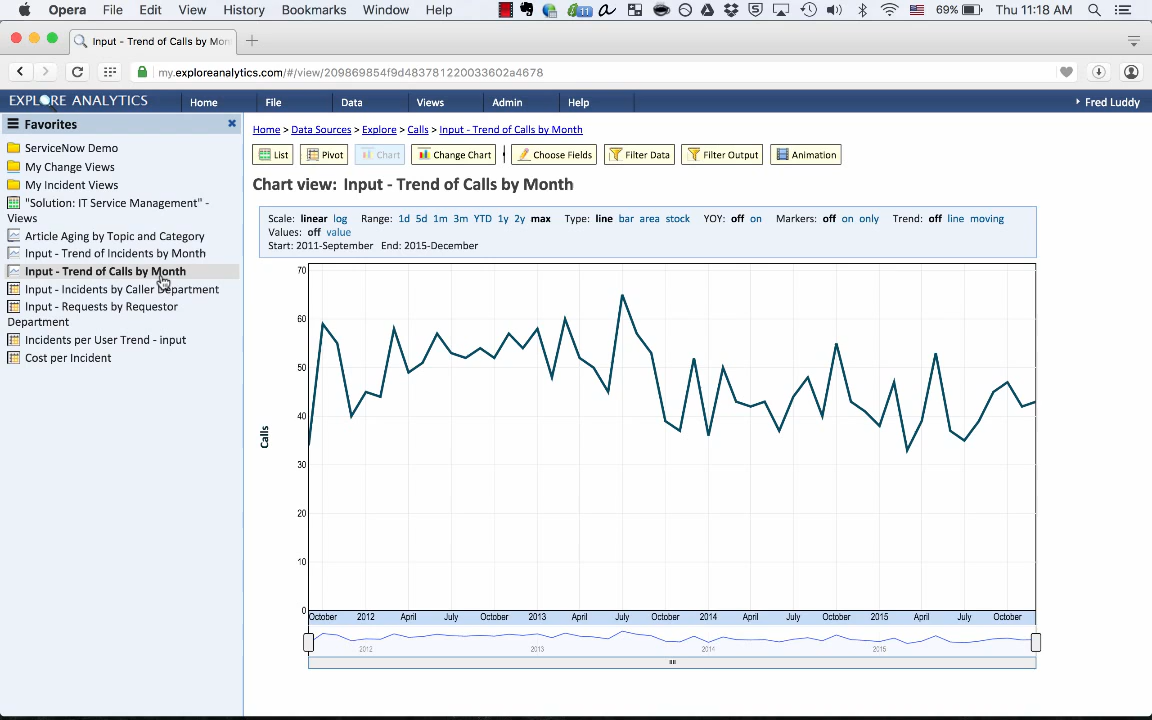 Opera File Edit View History Bookmarks Window Help 11 69% Thu 11:18 AM
Input - Trend of Calls by Mon
my.exploreanalytics.com/#/view/209869854f9d483781220033602a4678
EXPLORE ANALYTICS Home File Data Views Admin Help Fred Luddy
Favorites
ServiceNow Demo
My Change Views
My Incident Views
"Solution: IT Service Management" -
Views
Article Aging by Topic and Category
Input - Trend of Incidents by Month
Input - Trend of Calls by Month
Input - Incidents by Caller Department
Input - Requests by Requestor
Department
Incidents per User Trend - input
Cost per Incident
Home > Data Sources > Explore > Calls > Input - Trend of Calls by Month
List Pivot Chart Change Chart Choose Fields Filter Data Filter Output Animation
Chart view: Input - Trend of Calls by Month
Scale: linear log Range: 1d 5d 1m 3m YTD 1y 2y max Type: line bar area stock YOY: off on Markers: off on only Trend: off line moving
Values: off value
Start: 2011-September End: 2015-December
70
60
50
40
30
20
10
0
Calls
October 2012 April July October 2013 April July October 2014 April July October 2015 April July October
2012 2013 2014 2015